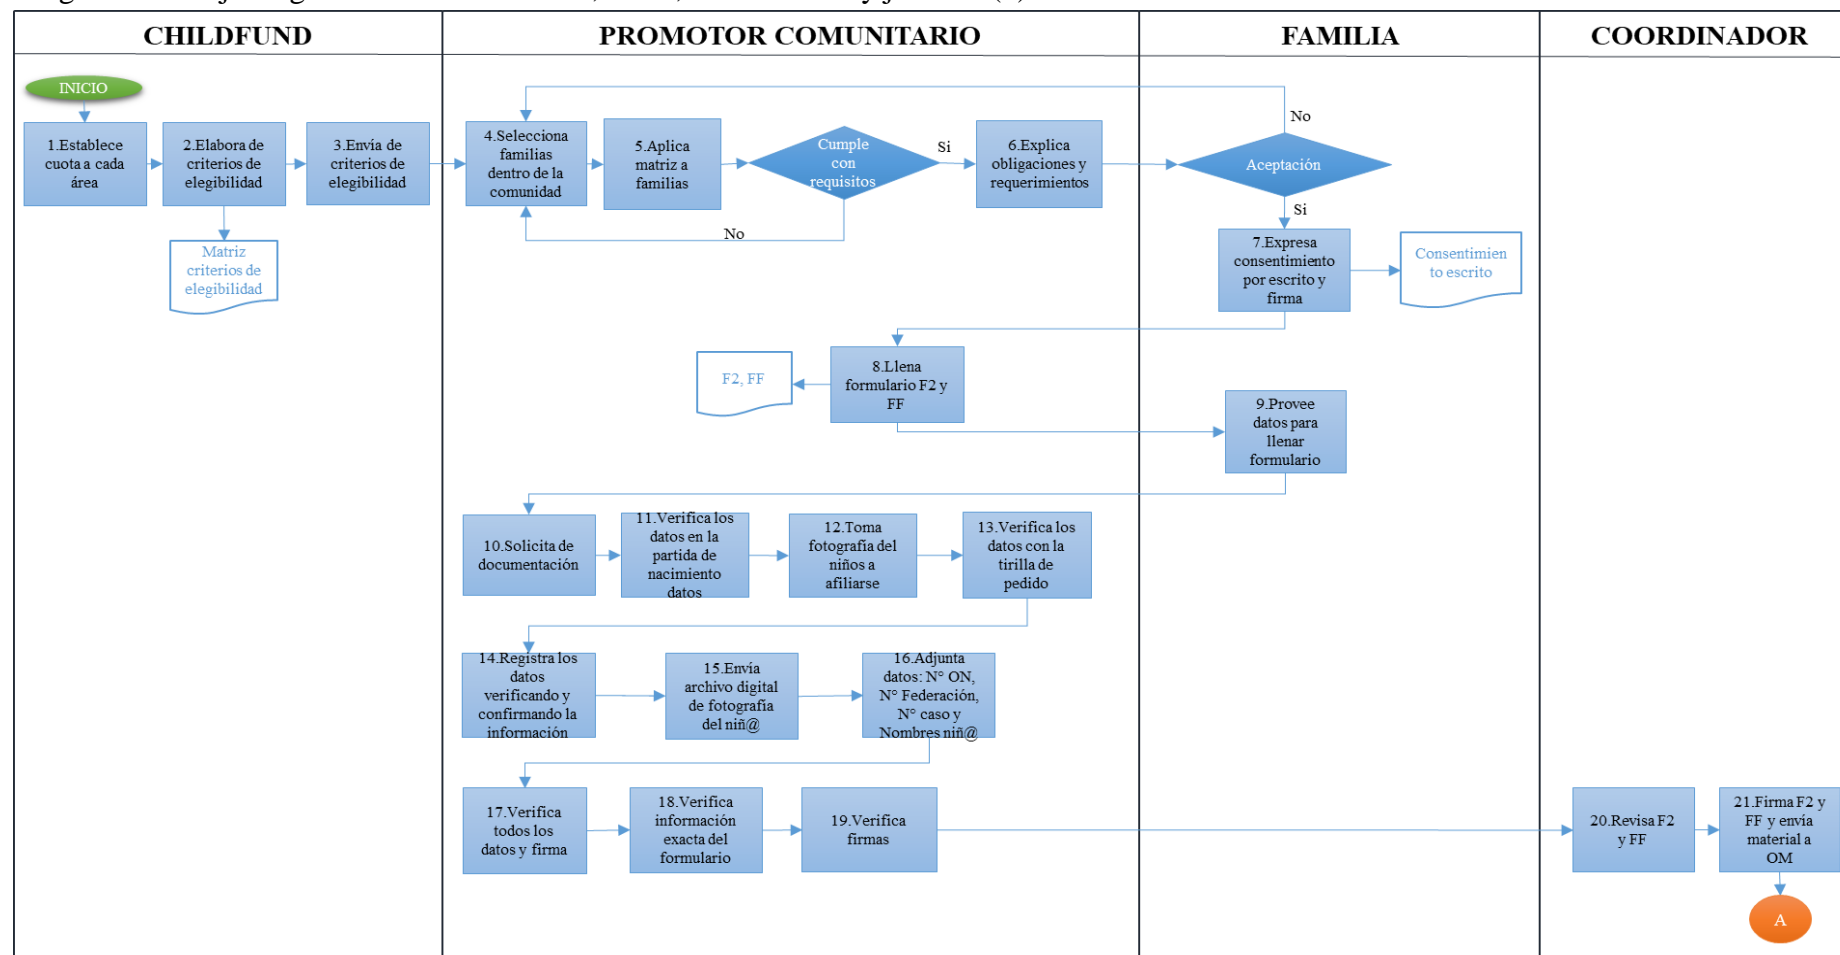 CHILDFUND
PROMOTOR COMUNITARIO
FAMILIA
COORDINADOR
INICIO
1.Establece
cuota a cada
área
2.Elabora de
criterios de
elegibilidad
3.Envía de
criterios de
elegibilidad
Matriz
criterios de
elegibilidad
4.Selecciona
familias
dentro de la
comunidad
5.Aplica
matriz a
familias
Cumple
con
requisitos
Si
No
6.Explica
obligaciones y
requerimientos
No
Aceptación
Si
7.Expresa
consentimiento
por escrito y
firma
Consentimien
to escrito
8.Llena
formulario F2 y
FF
F2, FF
9.Provee
datos para
llenar
formulario
10.Solicita de
documentación
11.Verifica los
datos en la
partida de
nacimiento
datos
12.Toma
fotografía del
niños a
afiliarse
13.Verifica los
datos con la
tirilla de
pedido
14.Registra los
datos
verificando y
confirmando la
información
15.Envía
archivo digital
de fotografía
del niñ@
16.Adjunta
datos: N° ON,
N° Federación,
N° caso y
Nombres niñ@
17.Verifica
todos los
datos y firma
18.Verifica
información
exacta del
formulario
19.Verifica
firmas
20.Revisa F2
y FF
21.Firma F2 y
FF y envía
material a
OM
A